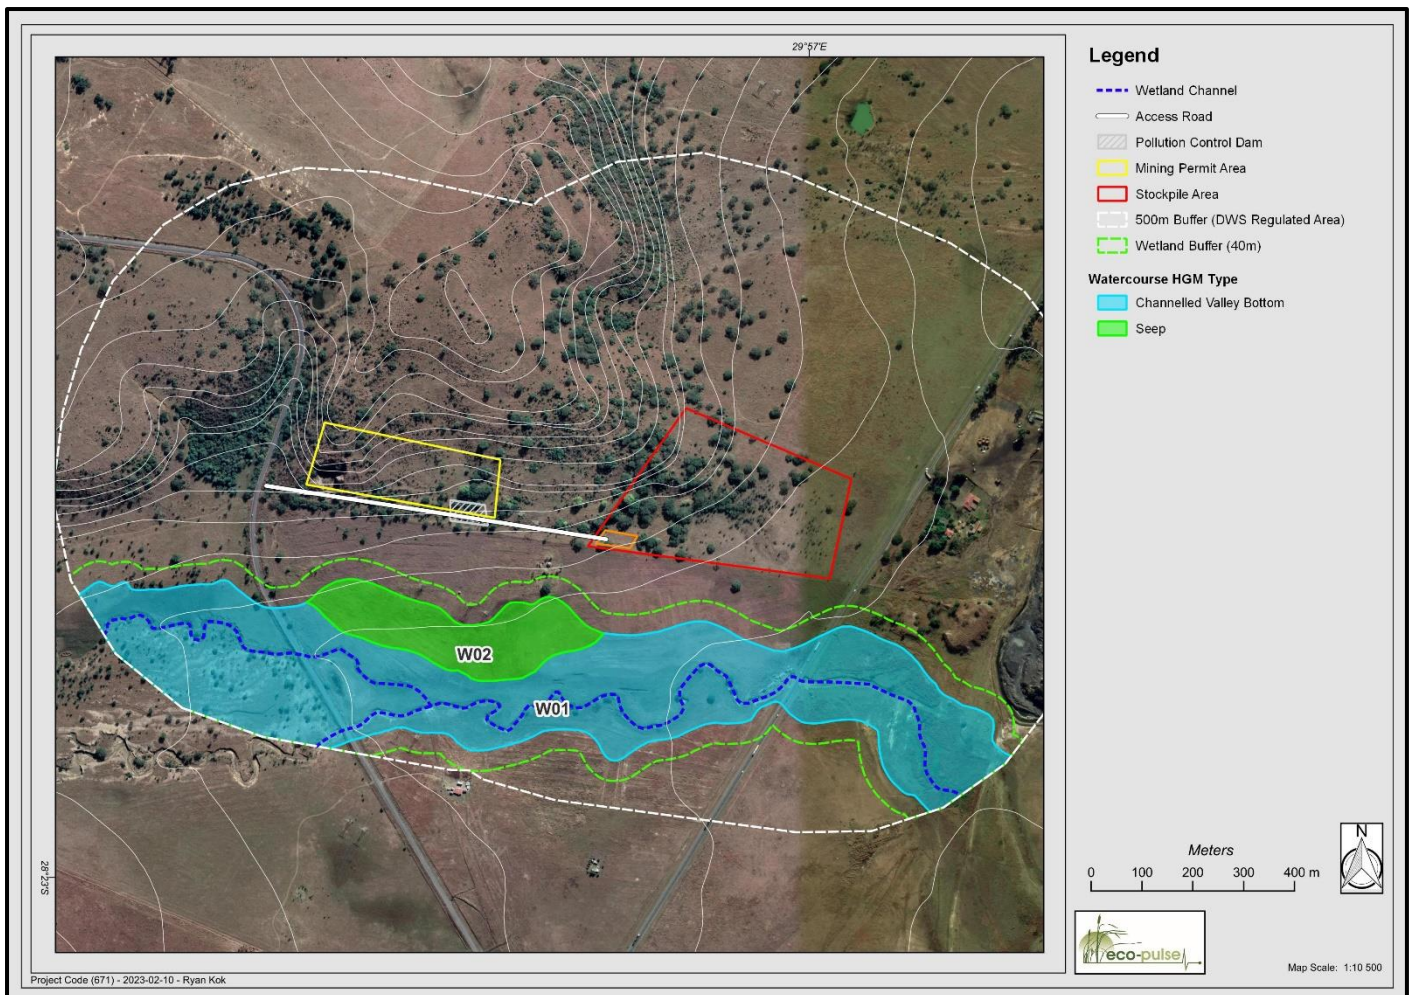 29°57'E
28°23'S
W02
W01
Legend
Wetland Channel
Access Road
Pollution Control Dam
Mining Permit Area
Stockpile Area
500m Buffer (DWS Regulated Area)
Wetland Buffer (40m)
Watercourse HGM Type
Channelled Valley Bottom
Seep
Meters
0 100 200 300 400 m
N
eco-pulse
Map Scale: 1:10 500
Project Code (671) - 2023-02-10 - Ryan Kok